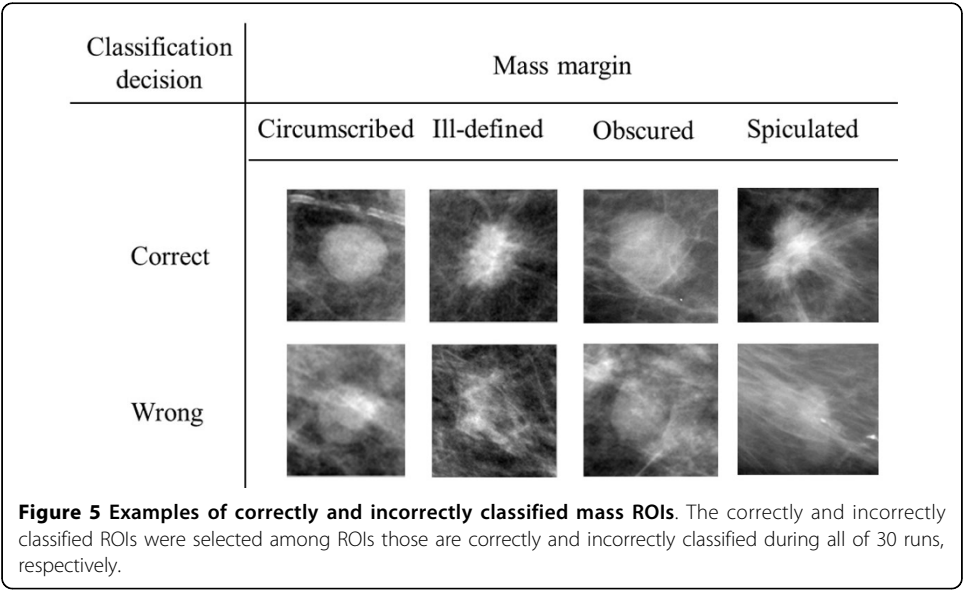 Classification
decision
Mass margin
Circumscribed Ill-defined Obscured Spiculated
Correct
Wrong
Figure 5 Examples of correctly and incorrectly classified mass ROIs. The correctly and incorrectly
classified ROIs were selected among ROIs those are correctly and incorrectly classified during all of 30 runs,
respectively.